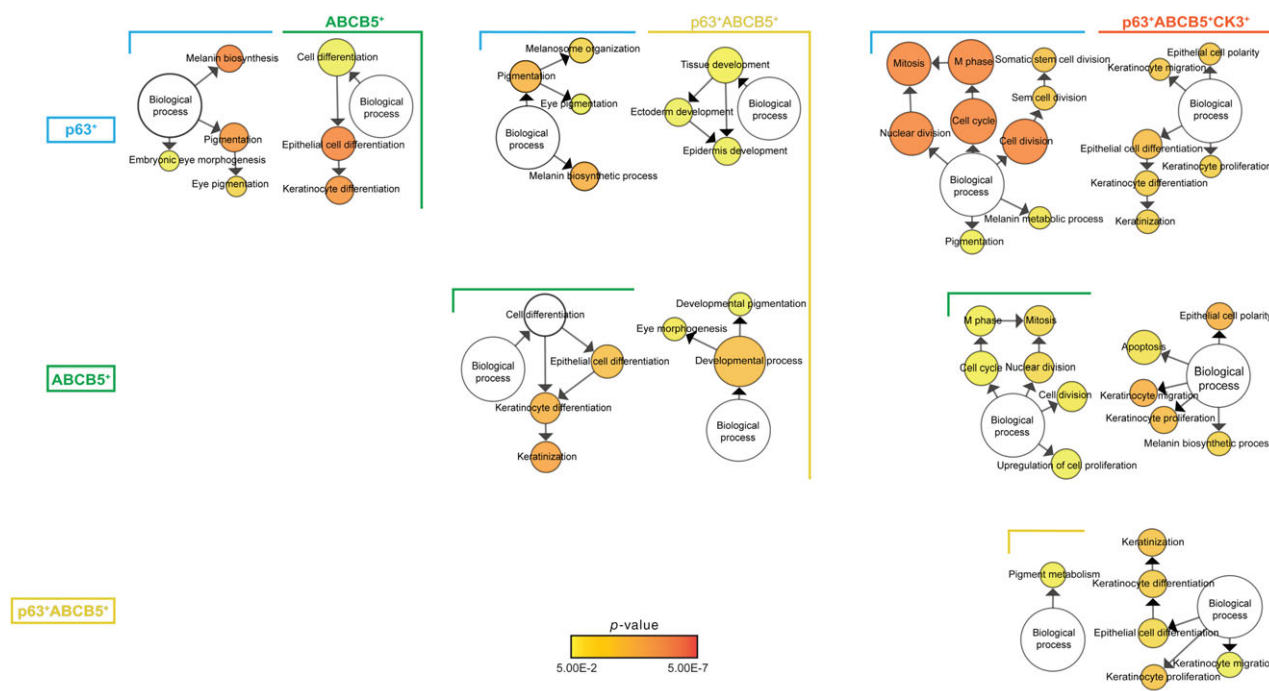 ABCB5⁺
p63⁺ABCB5⁺
p63⁺ABCB5⁺CK3⁺
p63⁺
Melanin biosynthesis
Biological
process
Pigmentation
Embryonic eye morphogenesis
Eye pigmentation
Cell differentiation
Biological
process
Epithelial cell differentiation
Keratinocyte differentiation
Melanosome organization
Pigmentation
Eye pigmentation
Biological
process
Melanin biosynthetic process
Tissue development
Biological
process
Ectoderm development
Epidermis development
Mitosis
M phase
Somatic stem cell division
Stem cell division
Nuclear division
Cell cycle
Cell division
Biological
process
Melanin metabolic process
Pigmentation
Epithelial cell polarity
Keratinocyte migration
Biological
process
Epithelial cell differentiation
Keratinocyte proliferation
Keratinocyte differentiation
Keratinization
ABCB5⁺
Cell differentiation
Biological
process
Epithelial cell differentiation
Keratinocyte differentiation
Keratinization
Developmental pigmentation
Eye morphogenesis
Developmental process
Biological
process
M phase
Mitosis
Cell cycle
Nuclear division
Cell division
Biological
process
Upregulation of cell proliferation
Epithelial cell polarity
Apoptosis
Biological
process
Keratinocyte migration
Keratinocyte proliferation
Melanin biosynthetic process
p63⁺ABCB5⁺
Pigment metabolism
Biological
process
Keratinization
Keratinocyte differentiation
Biological
process
Epithelial cell differentiation
Keratinocyte migration
Keratinocyte proliferation
p-value
5.00E-2
5.00E-7